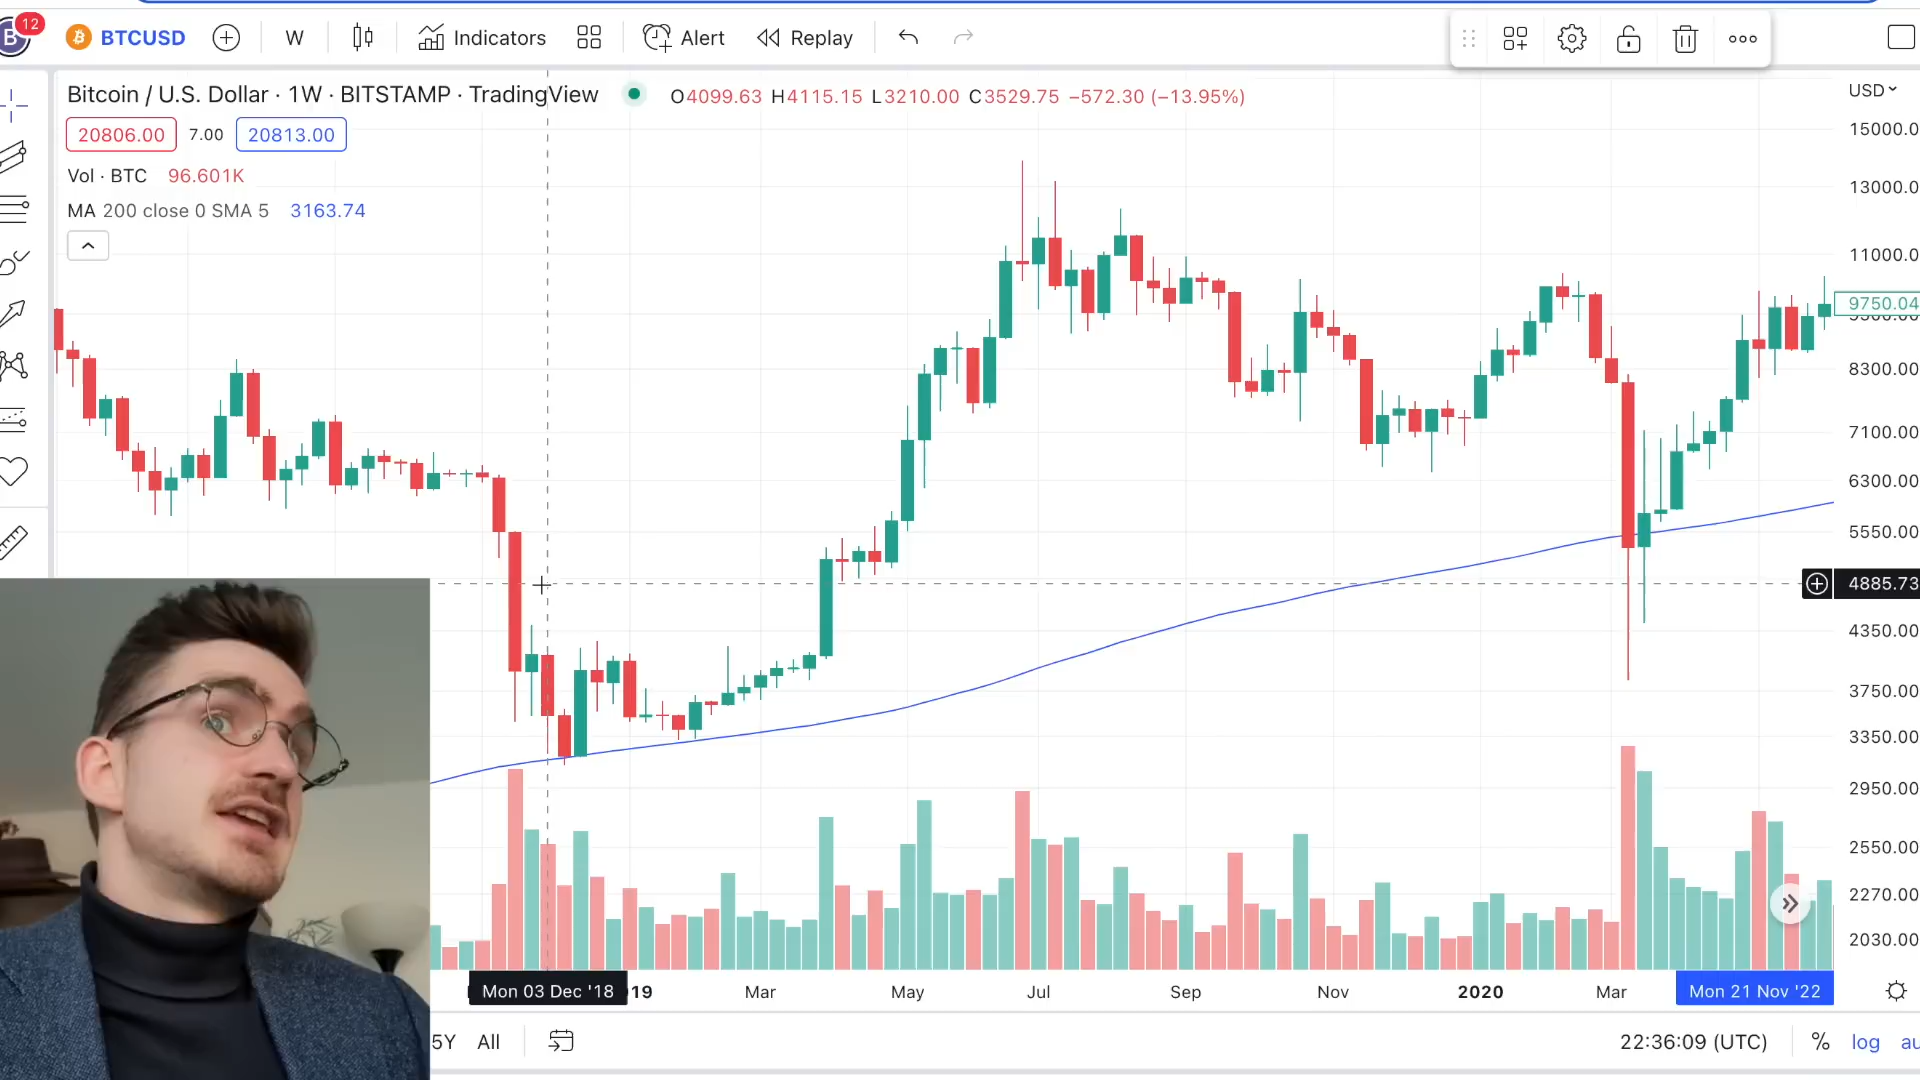 B 12 BTCUSD W Indicators Alert Replay
Bitcoin / U.S. Dollar · 1W · BITSTAMP · TradingView O4099.63 H4115.15 L3210.00 C3529.75 −572.30 (−13.95%)
USD
20806.00 7.00 20813.00
Vol · BTC 96.601K
MA 200 close 0 SMA 5 3163.74
15000.0
13000.0
11000.0
9750.04
8300.00
7100.00
6300.00
5550.00
4885.73
4350.00
3750.00
3350.00
2950.00
2550.00
2270.00
2030.00
Mon 03 Dec '18 19 Mar May Jul Sep Nov 2020 Mar Mon 21 Nov '22
5Y All 22:36:09 (UTC) % log au